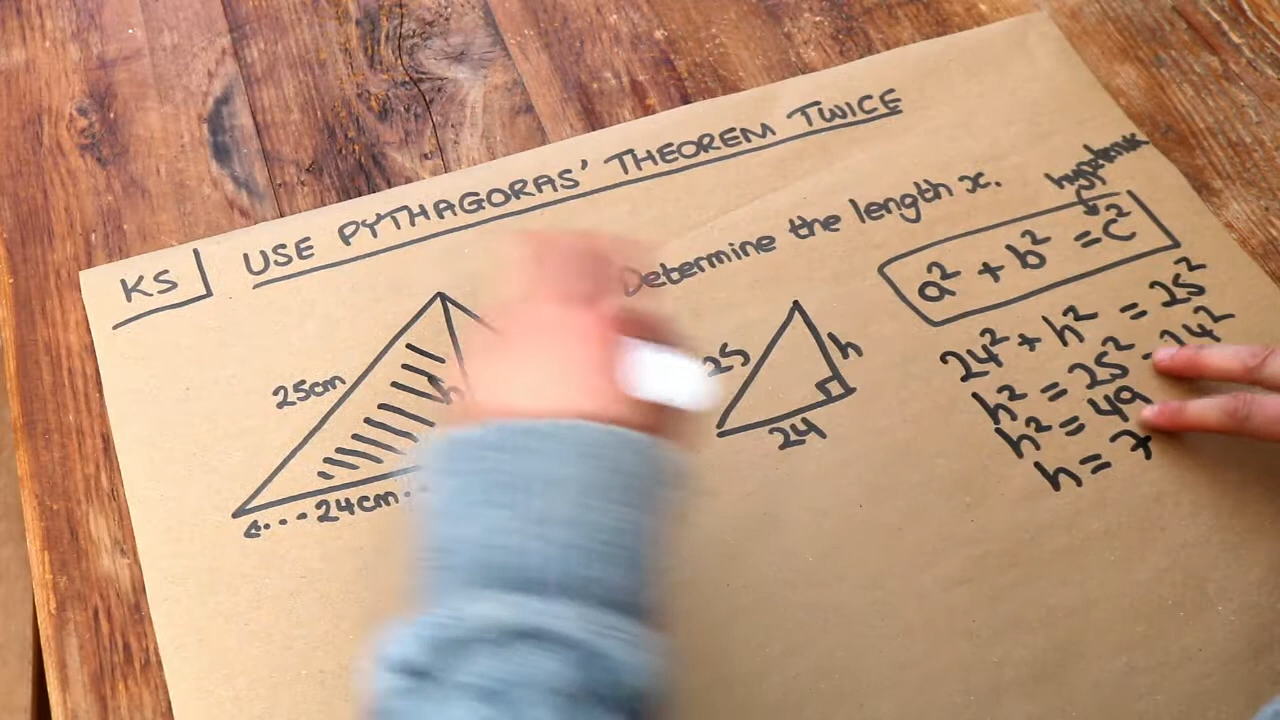 KS USE PYTHAGORAS' THEOREM TWICE
Determine the length x.
a² + b² = c²
25cm
h
24cm
25
h
24
24² + h² = 25²
h² = 25² - 24²
h² = 49
h = 7